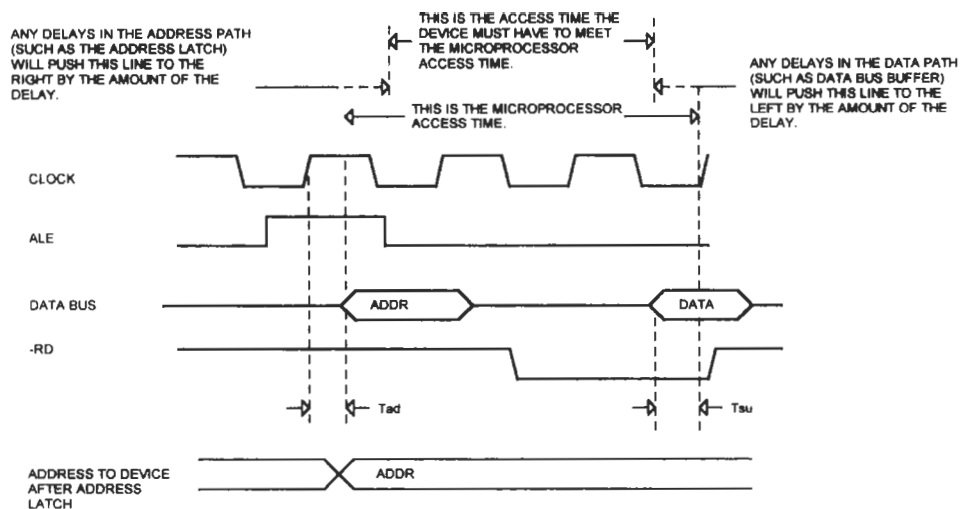 THIS IS THE ACCESS TIME THE
DEVICE MUST HAVE TO MEET
THE MICROPROCESSOR
ACCESS TIME.
ANY DELAYS IN THE ADDRESS PATH
(SUCH AS THE ADDRESS LATCH)
WILL PUSH THIS LINE TO THE
RIGHT BY THE AMOUNT OF THE
DELAY.
ANY DELAYS IN THE DATA PATH
(SUCH AS DATA BUS BUFFER)
WILL PUSH THIS LINE TO THE
LEFT BY THE AMOUNT OF THE
DELAY.
THIS IS THE MICROPROCESSOR
ACCESS TIME.
CLOCK
ALE
DATA BUS
ADDR
DATA
-RD
Tad
Tsu
ADDRESS TO DEVICE
AFTER ADDRESS
LATCH
ADDR